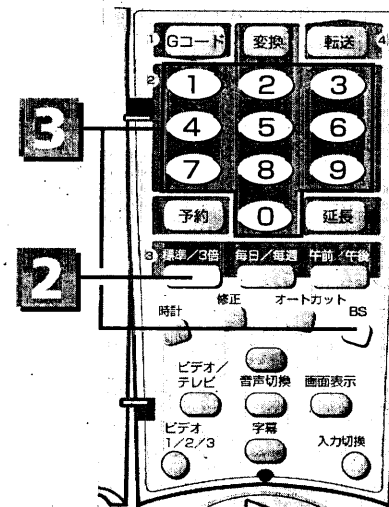 1 Gコード 変換 転送 4
2 1 2 3
3
4 5 6
7 8 9
予約 0 延長
3 標準/3倍 毎日/毎週 午前/午後
2
修正 オートカット
時計 BS
ビデオ/
テレビ 音声切換 画面表示
ビデオ 字幕
1/2/3 入力切換